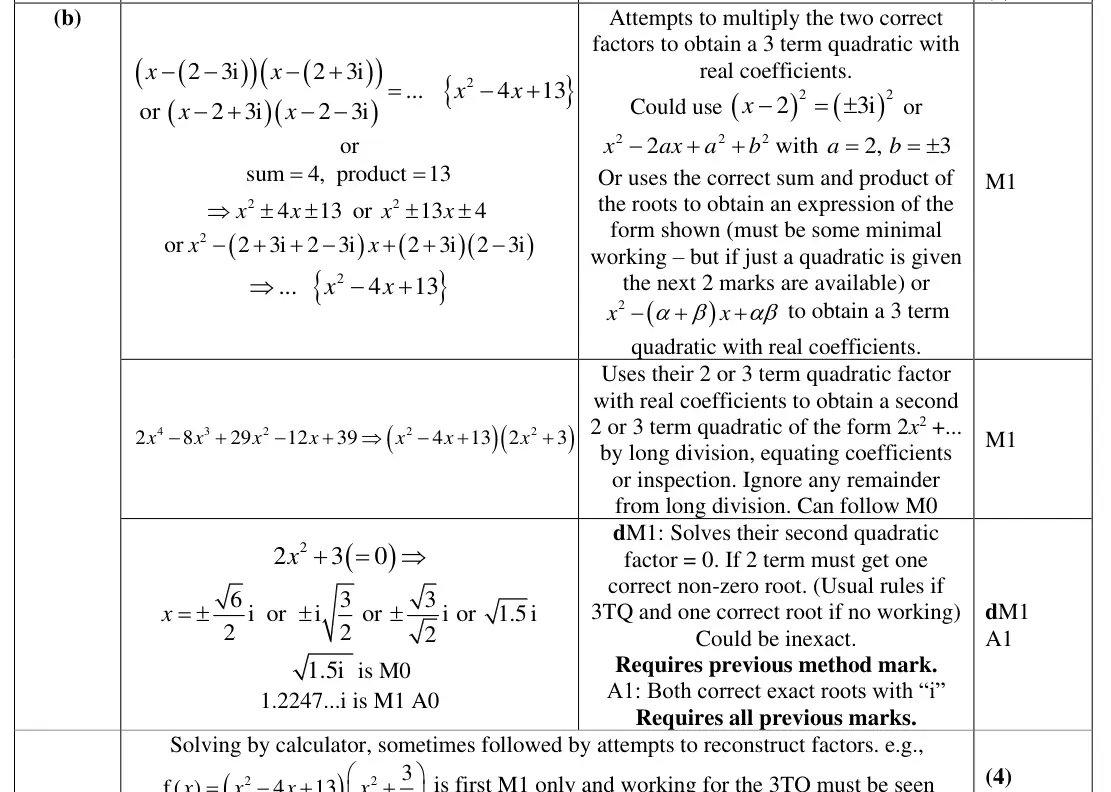 (b)
(x−(2−3i))(x−(2+3i))
or (x−2+3i)(x−2−3i) = ... {x²−4x+13}
or
sum = 4, product = 13
⇒ x² ± 4x ± 13 or x² ± 13x ± 4
or x² −(2+3i+2−3i)x+(2+3i)(2−3i)
⇒ ... {x²−4x+13}
Attempts to multiply the two correct
factors to obtain a 3 term quadratic with
real coefficients.
Could use (x−2)² = (±3i)² or
x² − 2ax + a² + b² with a = 2, b = ±3
Or uses the correct sum and product of
the roots to obtain an expression of the
form shown (must be some minimal
working – but if just a quadratic is given
the next 2 marks are available) or
x² −(α+β)x+αβ to obtain a 3 term
quadratic with real coefficients.
M1
2x⁴ −8x³ +29x² −12x+39 ⇒ (x² −4x+13)(2x² +3)
Uses their 2 or 3 term quadratic factor
with real coefficients to obtain a second
2 or 3 term quadratic of the form 2x² +...
by long division, equating coefficients
or inspection. Ignore any remainder
from long division. Can follow M0
M1
2x² + 3(= 0) ⇒
x = ± √6/2 i or ± i√(3/2) or ± √3/√2 i or √1.5 i
√(1.5i) is M0
1.2247...i is M1 A0
dM1: Solves their second quadratic
factor = 0. If 2 term must get one
correct non-zero root. (Usual rules if
3TQ and one correct root if no working)
Could be inexact.
Requires previous method mark.
A1: Both correct exact roots with “i”
Requires all previous marks.
dM1
A1
Solving by calculator, sometimes followed by attempts to reconstruct factors. e.g.,
f(x) = (x² −4x+13)(x² + 3/ is first M1 only and working for the 3TQ must be seen
(4)